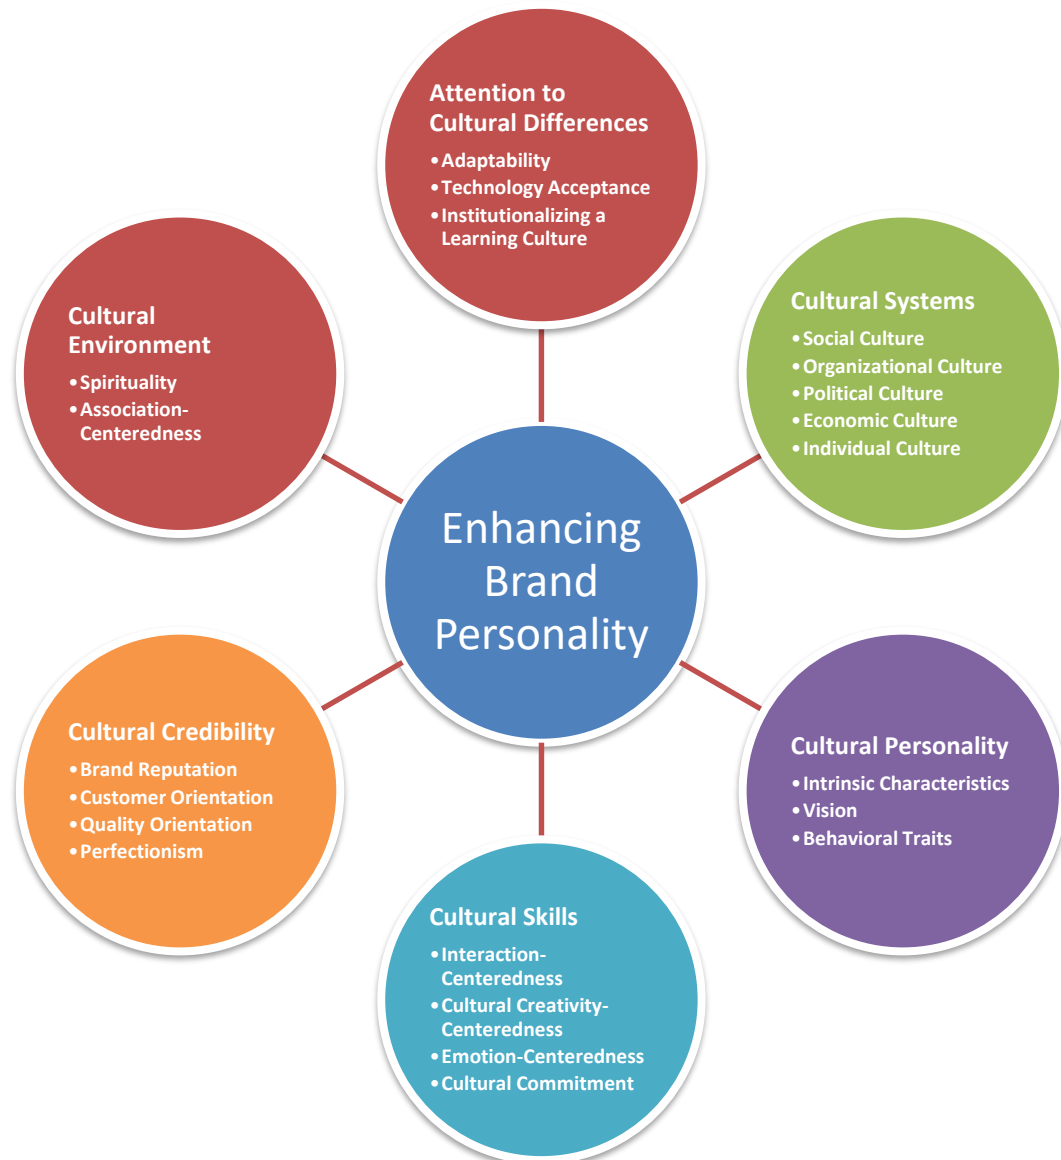 Attention to
Cultural Differences
•Adaptability
•Technology Acceptance
•Institutionalizing a
Learning Culture
Cultural Systems
•Social Culture
•Organizational Culture
•Political Culture
•Economic Culture
•Individual Culture
Cultural Personality
•Intrinsic Characteristics
•Vision
•Behavioral Traits
Cultural Skills
•Interaction-
Centeredness
•Cultural Creativity-
Centeredness
•Emotion-Centeredness
•Cultural Commitment
Cultural Credibility
•Brand Reputation
•Customer Orientation
•Quality Orientation
•Perfectionism
Cultural
Environment
•Spirituality
•Association-
Centeredness
Enhancing
Brand
Personality